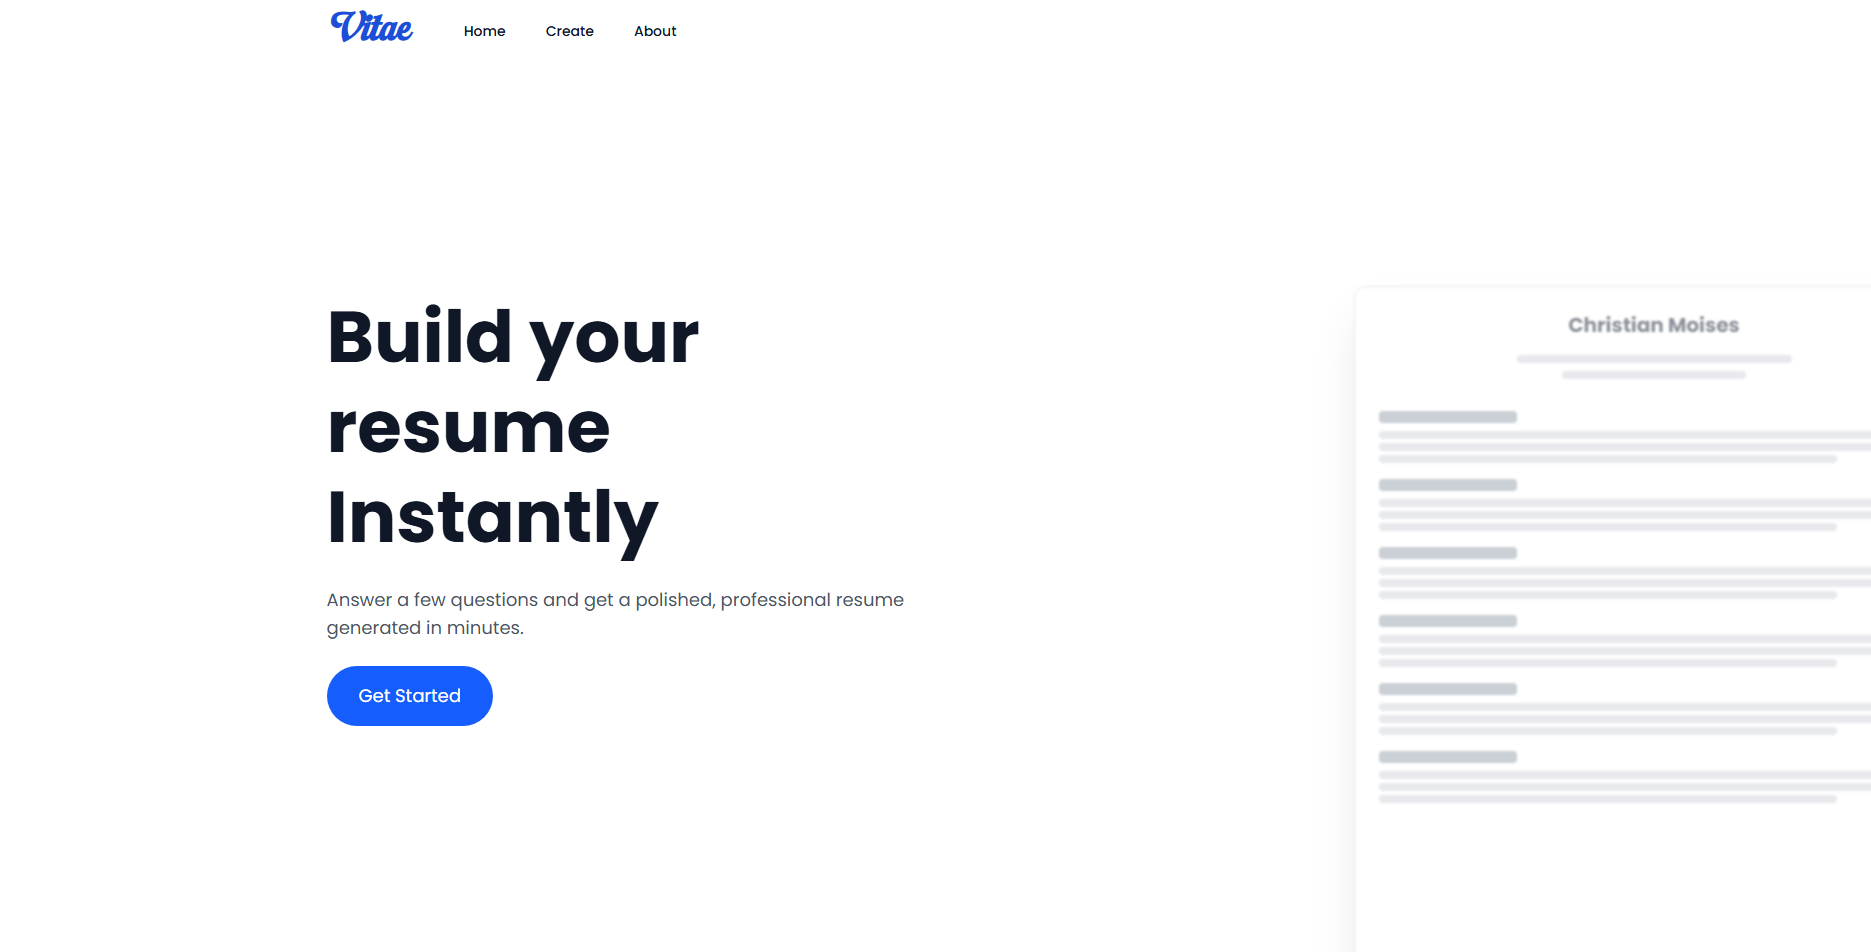 Vitae
Home
Create
About
Build your
resume
Instantly
Answer a few questions and get a polished, professional resume
generated in minutes.
Get Started
Christian Moises